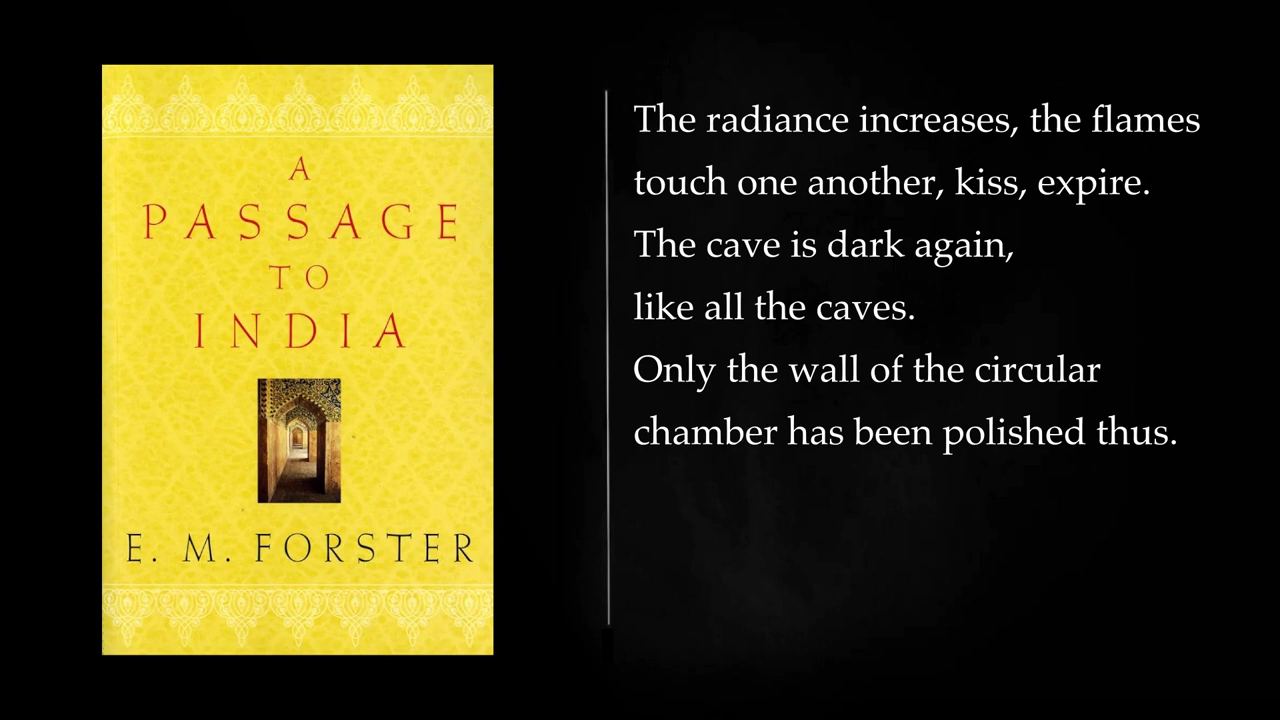 A
PASSAGE
TO
INDIA
E. M. FORSTER
The radiance increases, the flames
touch one another, kiss, expire.
The cave is dark again,
like all the caves.
Only the wall of the circular
chamber has been polished thus.